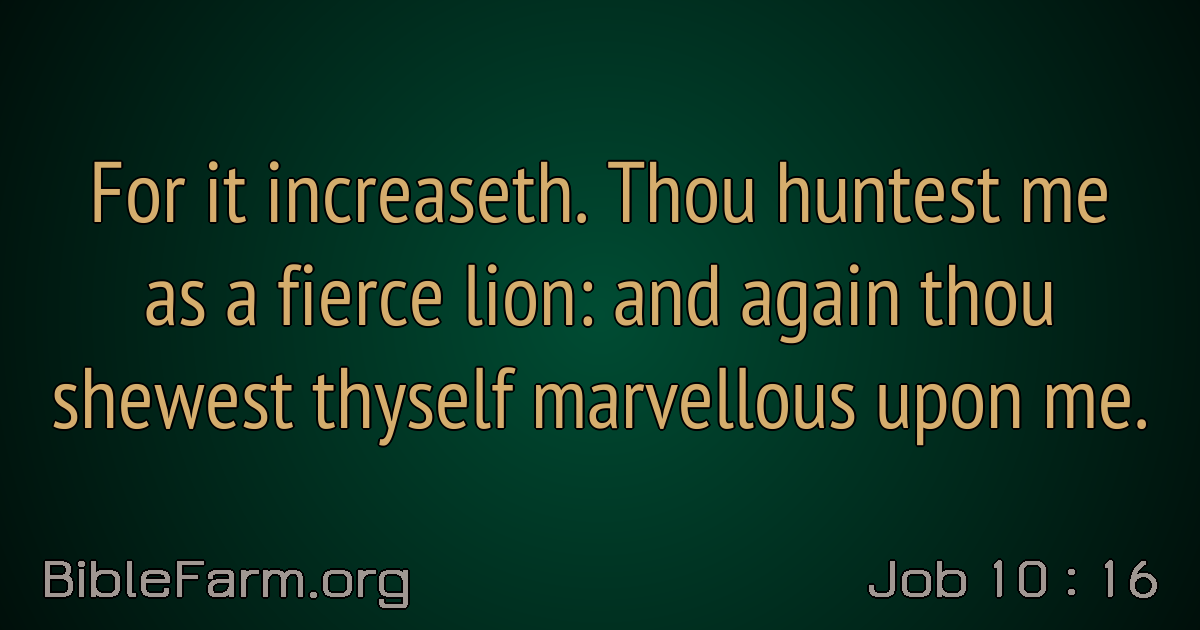 For it increaseth. Thou huntest me
as a fierce lion: and again thou
shewest thyself marvellous upon me.
BibleFarm.org
Job 10 : 16